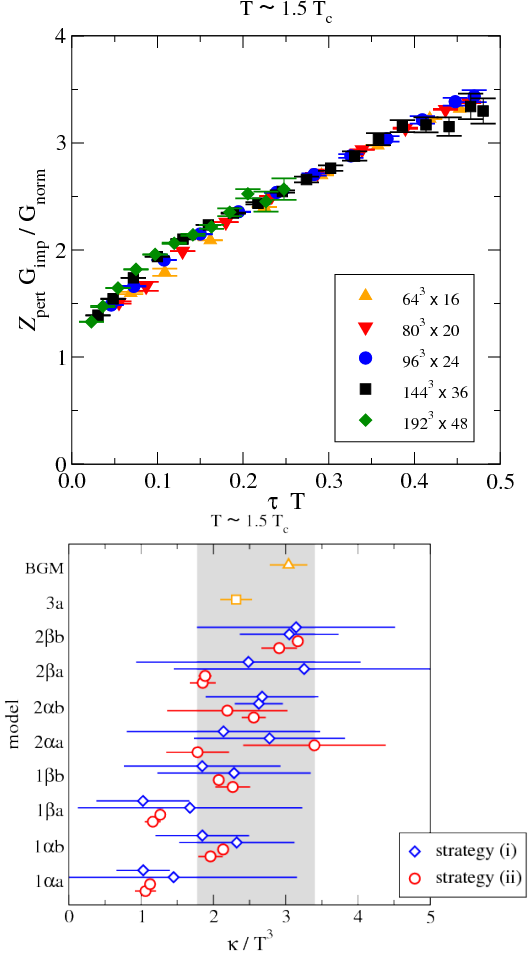 T ~ 1.5 T_c
Z_pert G_imp / G_norm
4
3
2
1
0
64³ x 16
80³ x 20
96³ x 24
144³ x 36
192³ x 48
0.0 0.1 0.2 0.3 0.4 0.5
τ T
T ~ 1.5 T_c
model
BGM
3a
2βb
2βa
2αb
2αa
1βb
1βa
1αb
1αa
strategy (i)
strategy (ii)
0 1 2 3 4 5
κ / T³